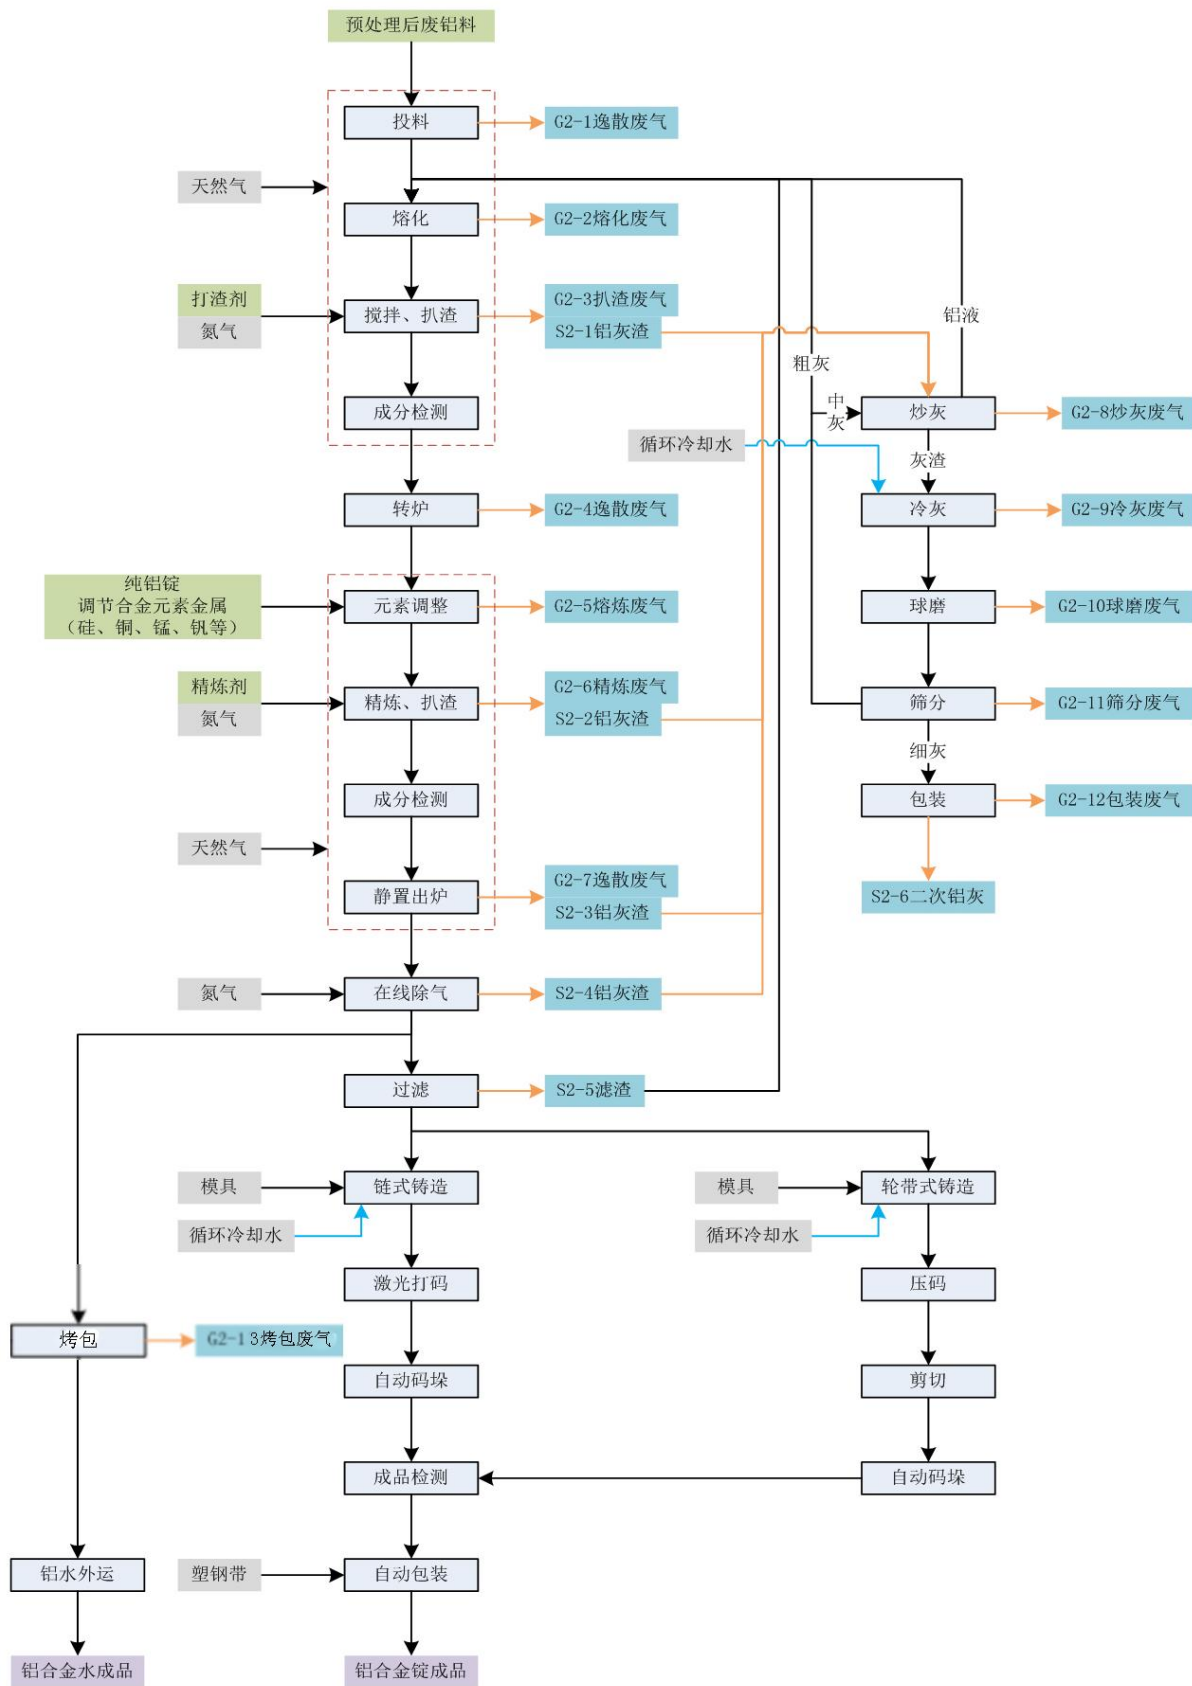 预处理后废铝料
投料
G2-1逸散废气
天然气
熔化
G2-2熔化废气
打渣剂
氮气
搅拌、扒渣
G2-3扒渣废气
S2-1铝灰渣
铝液
粗灰
中
灰
成分检测
炒灰
G2-8炒灰废气
循环冷却水
灰渣
转炉
G2-4逸散废气
冷灰
G2-9冷灰废气
纯铝锭
调节合金元素金属
（硅、铜、锰、钒等）
元素调整
G2-5熔炼废气
球磨
G2-10球磨废气
精炼剂
氮气
精炼、扒渣
G2-6精炼废气
S2-2铝灰渣
筛分
G2-11筛分废气
细灰
成分检测
包装
G2-12包装废气
天然气
静置出炉
G2-7逸散废气
S2-3铝灰渣
S2-6二次铝灰
氮气
在线除气
S2-4铝灰渣
过滤
S2-5滤渣
模具
链式铸造
模具
轮带式铸造
循环冷却水
循环冷却水
激光打码
压码
烤包
G2-13烤包废气
自动码垛
剪切
成品检测
自动码垛
铝水外运
塑钢带
自动包装
铝合金水成品
铝合金锭成品